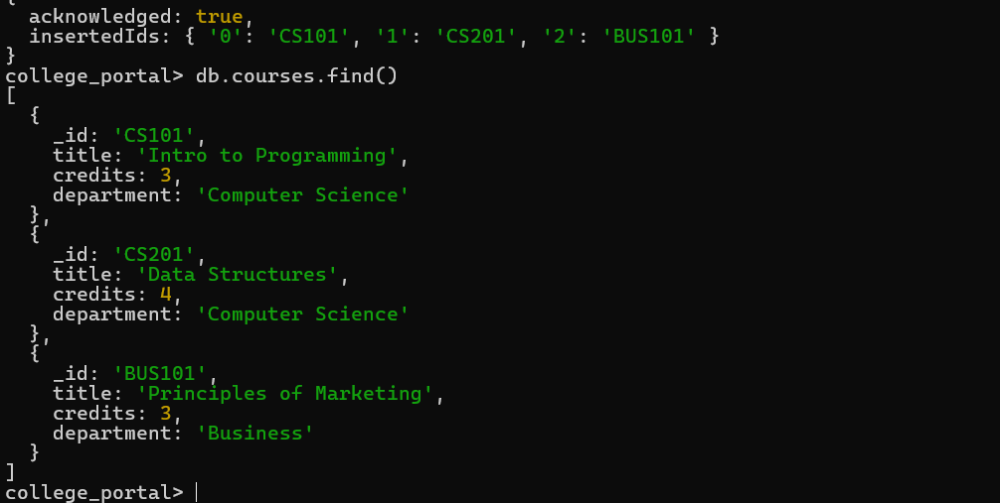 {
  acknowledged: true,
  insertedIds: { '0': 'CS101', '1': 'CS201', '2': 'BUS101' }
}
college_portal> db.courses.find()
[
  {
    _id: 'CS101',
    title: 'Intro to Programming',
    credits: 3,
    department: 'Computer Science'
  },
  {
    _id: 'CS201',
    title: 'Data Structures',
    credits: 4,
    department: 'Computer Science'
  },
  {
    _id: 'BUS101',
    title: 'Principles of Marketing',
    credits: 3,
    department: 'Business'
  }
]
college_portal>